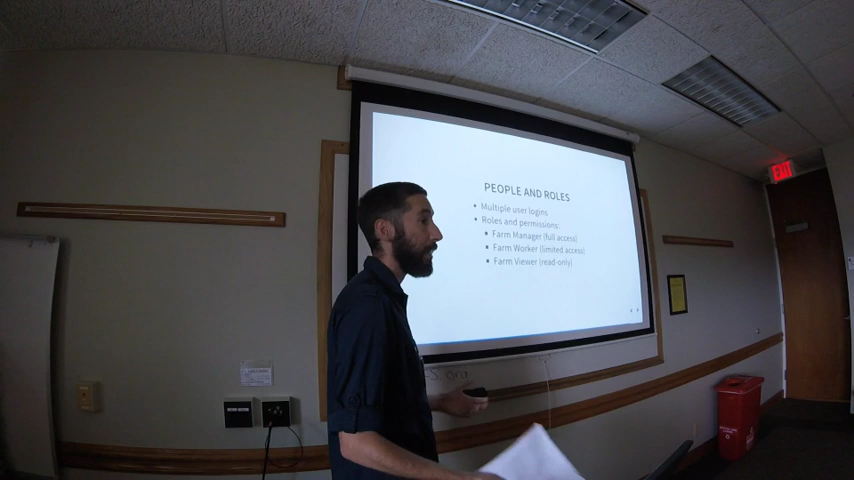 EXIT
PEOPLE AND ROLES
• Multiple user logins
• Roles and permissions:
▪ Farm Manager (full access)
▪ Farm Worker (limited access)
▪ Farm Viewer (read-only)